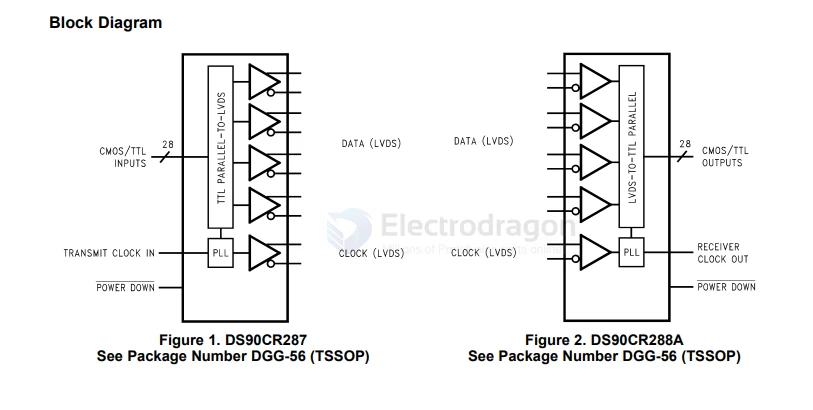 Block Diagram
28
CMOS/TTL
INPUTS
TTL PARALLEL-TO-LVDS
DATA (LVDS)
TRANSMIT CLOCK IN
PLL
CLOCK (LVDS)
POWER DOWN
DATA (LVDS)
LVDS-TO-TTL PARALLEL
28
CMOS/TTL
OUTPUTS
CLOCK (LVDS)
PLL
RECEIVER
CLOCK OUT
POWER DOWN
Electrodragon
Figure 1. DS90CR287
See Package Number DGG-56 (TSSOP)
Figure 2. DS90CR288A
See Package Number DGG-56 (TSSOP)